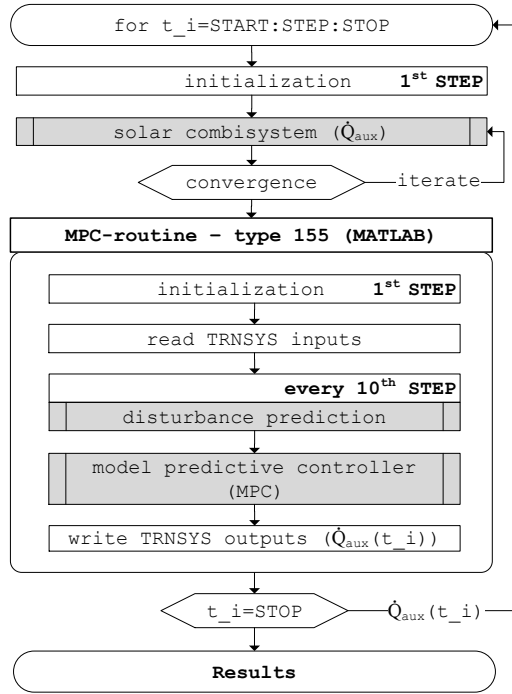 for t_i=START:STEP:STOP
initialization 1st STEP
solar combisystem (Q̇aux)
convergence
iterate
MPC-routine – type 155 (MATLAB)
initialization 1st STEP
read TRNSYS inputs
every 10th STEP
disturbance prediction
model predictive controller
(MPC)
write TRNSYS outputs (Q̇aux(t_i))
t_i=STOP
Q̇aux(t_i)
Results